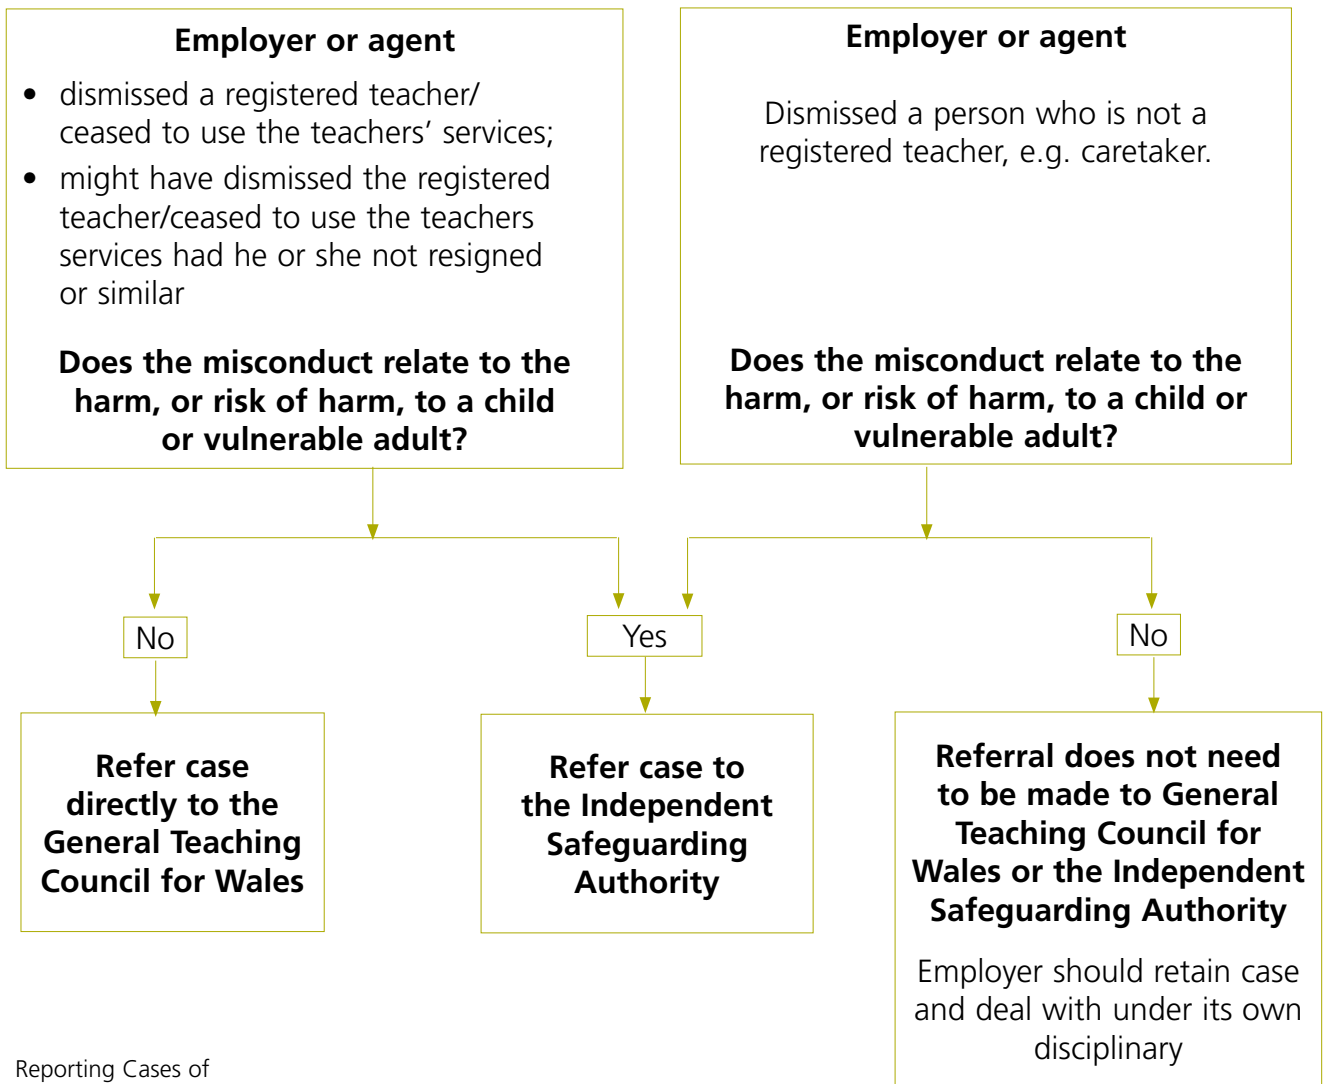 Employer or agent
• dismissed a registered teacher/
ceased to use the teachers’ services;
• might have dismissed the registered
teacher/ceased to use the teachers
services had he or she not resigned
or similar
Does the misconduct relate to the
harm, or risk of harm, to a child
or vulnerable adult?
Employer or agent
Dismissed a person who is not a
registered teacher, e.g. caretaker.
Does the misconduct relate to the
harm, or risk of harm, to a child or
vulnerable adult?
No
Yes
No
Refer case
directly to the
General Teaching
Council for Wales
Refer case to
the Independent
Safeguarding
Authority
Referral does not need
to be made to General
Teaching Council for
Wales or the Independent
Safeguarding Authority
Employer should retain case
and deal with under its own
disciplinary
Reporting Cases of